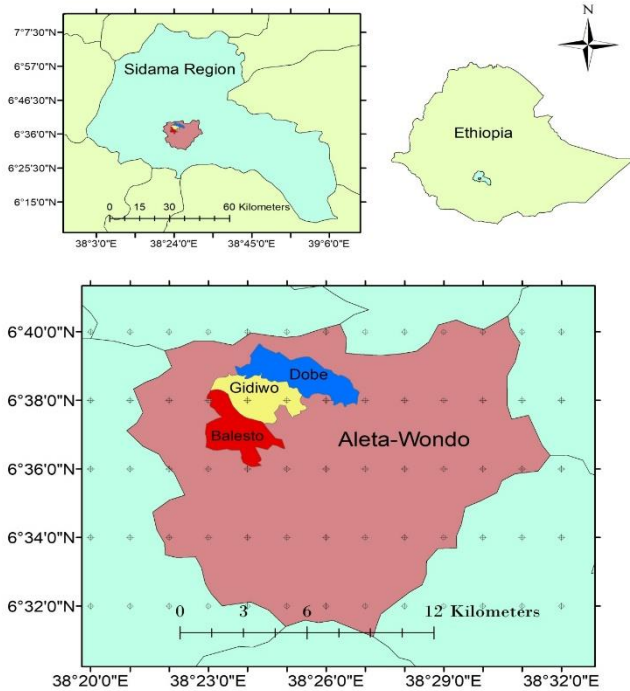 N
7°7'30"N
6°57'0"N
6°46'30"N
6°36'0"N
6°25'30"N
6°15'0"N
Sidama Region
0 15 30 60 Kilometers
38°3'0"E 38°24'0"E 38°45'0"E 39°6'0"E
Ethiopia
6°40'0"N
6°38'0"N
6°36'0"N
6°34'0"N
6°32'0"N
Dobe
Gidiwo
Balesto
Aleta-Wondo
0 3 6 12 Kilometers
38°20'0"E 38°23'0"E 38°26'0"E 38°29'0"E 38°32'0"E